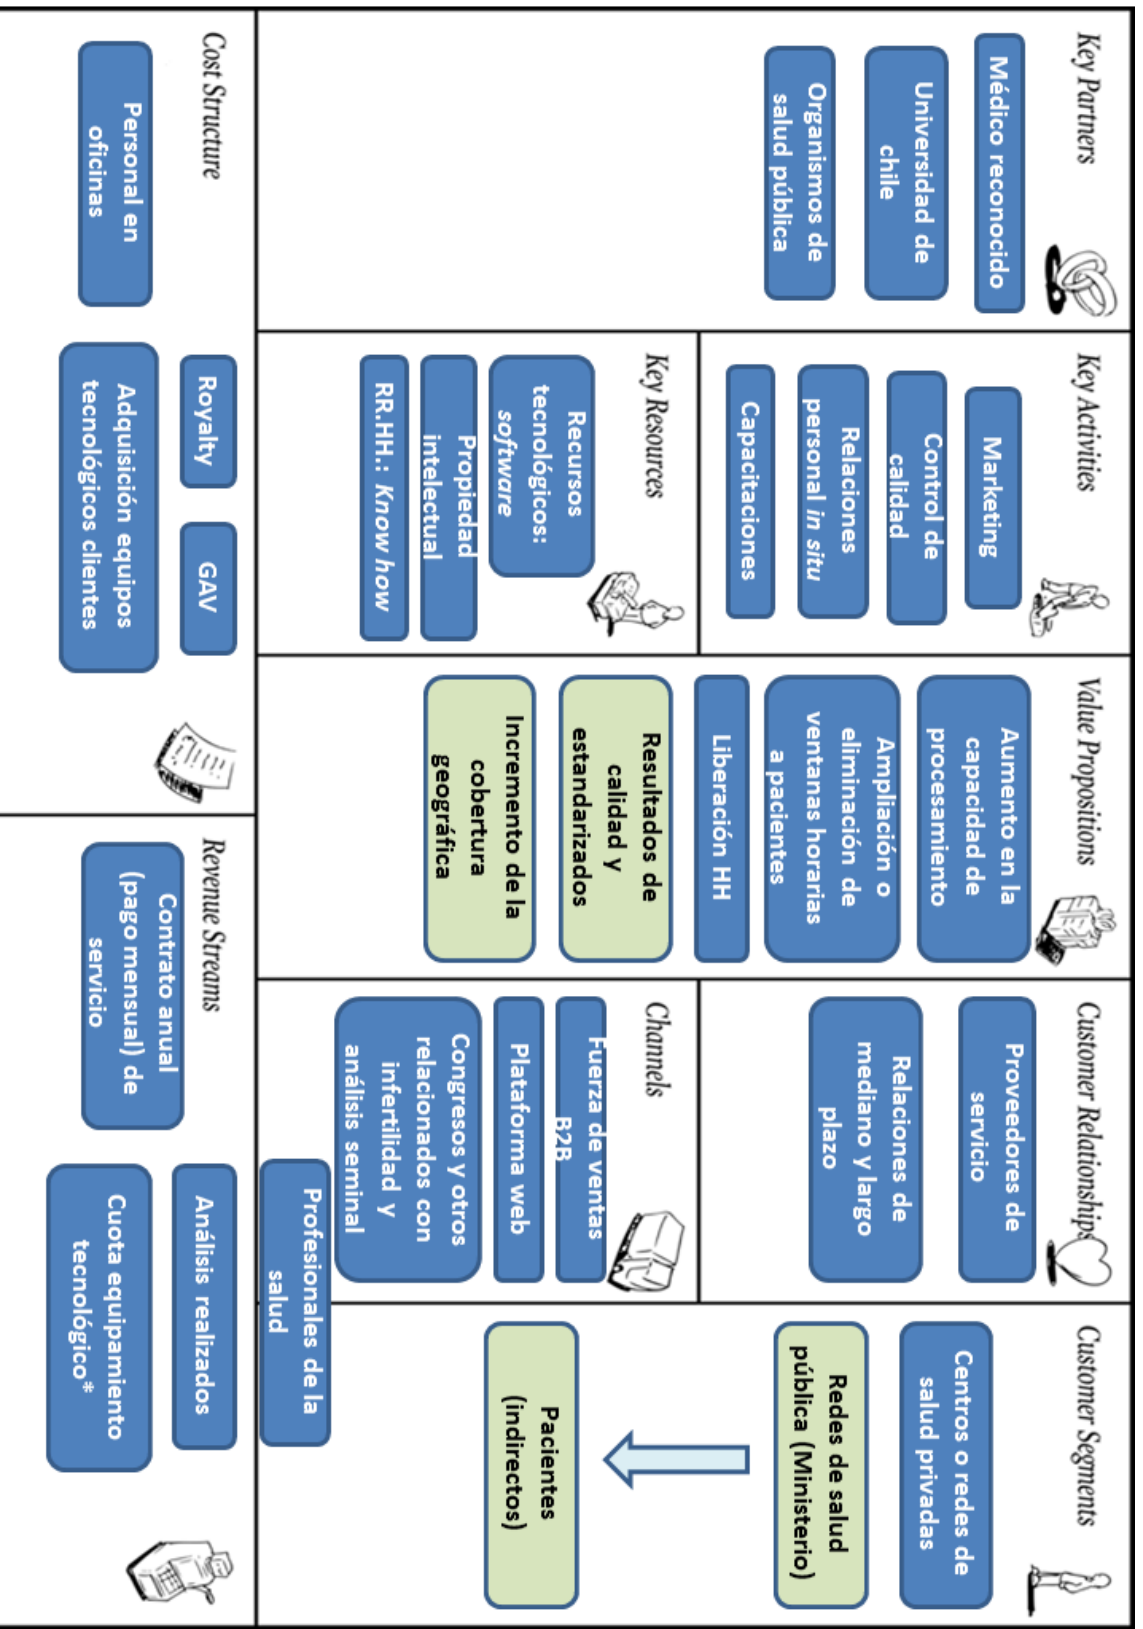 Key Partners
Médico reconocido
Universidad de
chile
Organismos de
salud pública
Key Activities
Marketing
Control de
calidad
Relaciones
personal in situ
Capacitaciones
Key Resources
Recursos
tecnológicos:
software
Propiedad
intelectual
RR.HH.: Know how
Value Propositions
Aumento en la
capacidad de
procesamiento
Ampliación o
eliminación de
ventanas horarias
a pacientes
Liberación HH
Resultados de
calidad y
estandarizados
Incremento de la
cobertura
geográfica
Customer Relationships
Proveedores de
servicio
Relaciones de
mediano y largo
plazo
Channels
Fuerza de ventas
B2B
Plataforma web
Congresos y otros
relacionados con
infertilidad y
análisis seminal
Profesionales de la
salud
Customer Segments
Centros o redes de
salud privadas
Redes de salud
pública (Ministerio)
Pacientes
(indirectos)
Cost Structure
Personal en
oficinas
Royalty
GAV
Adquisición equipos
tecnológicos clientes
Revenue Streams
Contrato anual
(pago mensual) de
servicio
Análisis realizados
Cuota equipamiento
tecnológico*